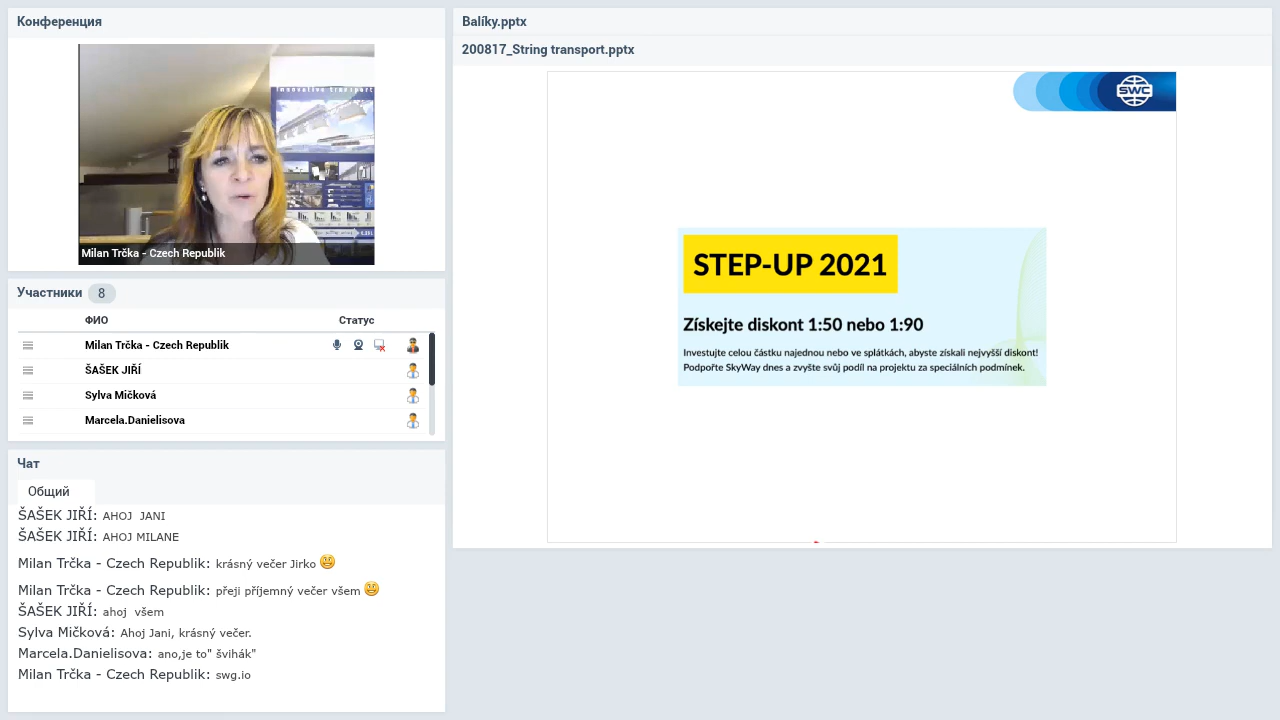 Конференция
innovative transport
Milan Trčka - Czech Republik
Участники 8
ФИО Статус
Milan Trčka - Czech Republik
ŠAŠEK JIŘÍ
Sylva Mičková
Marcela.Danielisova
Чат
Общий
ŠAŠEK JIŘÍ: AHOJ JANI
ŠAŠEK JIŘÍ: AHOJ MILANE
Milan Trčka - Czech Republik: krásný večer Jirko
Milan Trčka - Czech Republik: přeji příjemný večer všem
ŠAŠEK JIŘÍ: ahoj všem
Sylva Mičková: Ahoj Jani, krásný večer.
Marcela.Danielisova: ano,je to" švihák"
Milan Trčka - Czech Republik: swg.io
Balíky.pptx
200817_String transport.pptx
SWC
STEP-UP 2021
Získejte diskont 1:50 nebo 1:90
Investujte celou částku najednou nebo ve splátkách, abyste získali nejvyšší diskont!
Podpořte SkyWay dnes a zvyšte svůj podíl na projektu za speciálních podmínek.